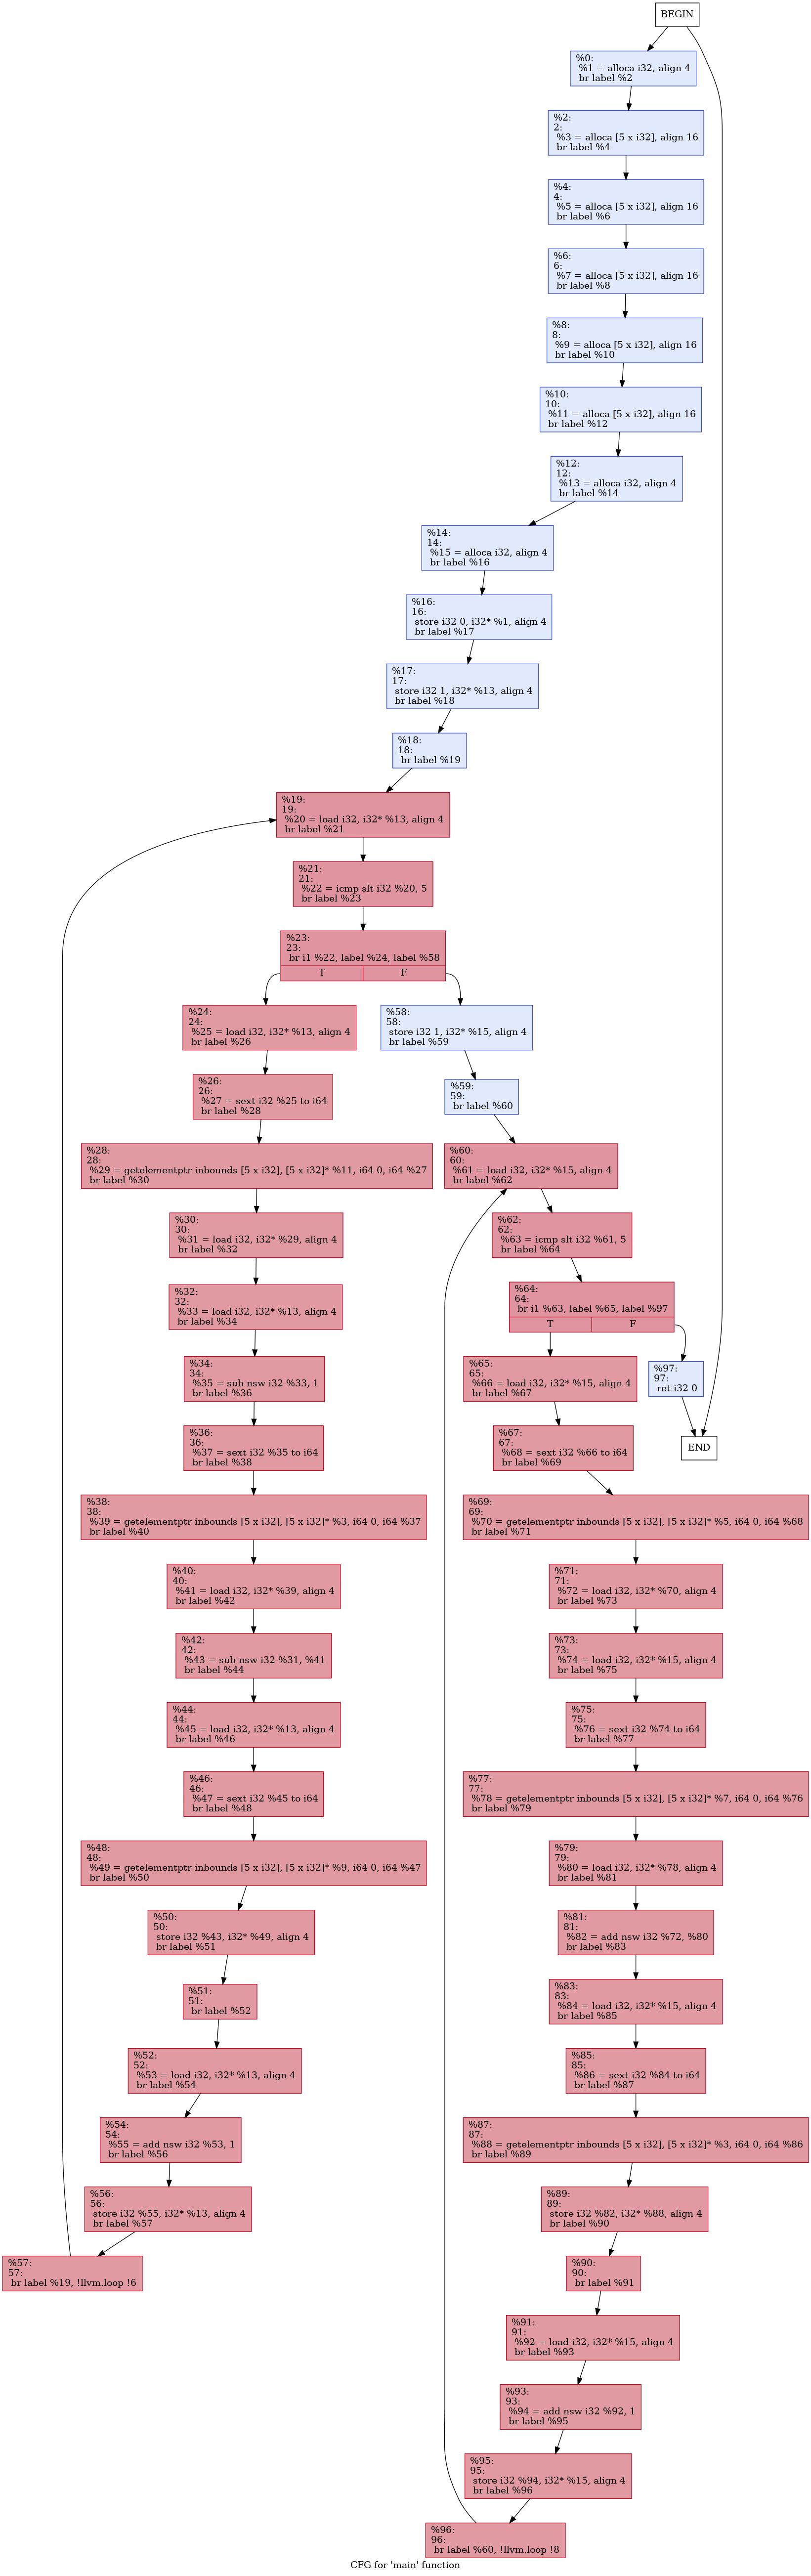 BEGIN
%0:
%1 = alloca i32, align 4
br label %2
%2:
2:
%3 = alloca [5 x i32], align 16
br label %4
%4:
4:
%5 = alloca [5 x i32], align 16
br label %6
%6:
6:
%7 = alloca [5 x i32], align 16
br label %8
%8:
8:
%9 = alloca [5 x i32], align 16
br label %10
%10:
10:
%11 = alloca [5 x i32], align 16
br label %12
%12:
12:
%13 = alloca i32, align 4
br label %14
%14:
14:
%15 = alloca i32, align 4
br label %16
%16:
16:
store i32 0, i32* %1, align 4
br label %17
%17:
17:
store i32 1, i32* %13, align 4
br label %18
%18:
18:
br label %19
%19:
19:
%20 = load i32, i32* %13, align 4
br label %21
%21:
21:
%22 = icmp slt i32 %20, 5
br label %23
%23:
23:
br i1 %22, label %24, label %58
T
F
%24:
24:
%25 = load i32, i32* %13, align 4
br label %26
%26:
26:
%27 = sext i32 %25 to i64
br label %28
%28:
28:
%29 = getelementptr inbounds [5 x i32], [5 x i32]* %11, i64 0, i64 %27
br label %30
%30:
30:
%31 = load i32, i32* %29, align 4
br label %32
%32:
32:
%33 = load i32, i32* %13, align 4
br label %34
%34:
34:
%35 = sub nsw i32 %33, 1
br label %36
%36:
36:
%37 = sext i32 %35 to i64
br label %38
%38:
38:
%39 = getelementptr inbounds [5 x i32], [5 x i32]* %3, i64 0, i64 %37
br label %40
%40:
40:
%41 = load i32, i32* %39, align 4
br label %42
%42:
42:
%43 = sub nsw i32 %31, %41
br label %44
%44:
44:
%45 = load i32, i32* %13, align 4
br label %46
%46:
46:
%47 = sext i32 %45 to i64
br label %48
%48:
48:
%49 = getelementptr inbounds [5 x i32], [5 x i32]* %9, i64 0, i64 %47
br label %50
%50:
50:
store i32 %43, i32* %49, align 4
br label %51
%51:
51:
br label %52
%52:
52:
%53 = load i32, i32* %13, align 4
br label %54
%54:
54:
%55 = add nsw i32 %53, 1
br label %56
%56:
56:
store i32 %55, i32* %13, align 4
br label %57
%57:
57:
br label %19, !llvm.loop !6
%58:
58:
store i32 1, i32* %15, align 4
br label %59
%59:
59:
br label %60
%60:
60:
%61 = load i32, i32* %15, align 4
br label %62
%62:
62:
%63 = icmp slt i32 %61, 5
br label %64
%64:
64:
br i1 %63, label %65, label %97
T
F
%65:
65:
%66 = load i32, i32* %15, align 4
br label %67
%97:
97:
ret i32 0
END
%67:
67:
%68 = sext i32 %66 to i64
br label %69
%69:
69:
%70 = getelementptr inbounds [5 x i32], [5 x i32]* %5, i64 0, i64 %68
br label %71
%71:
71:
%72 = load i32, i32* %70, align 4
br label %73
%73:
73:
%74 = load i32, i32* %15, align 4
br label %75
%75:
75:
%76 = sext i32 %74 to i64
br label %77
%77:
77:
%78 = getelementptr inbounds [5 x i32], [5 x i32]* %7, i64 0, i64 %76
br label %79
%79:
79:
%80 = load i32, i32* %78, align 4
br label %81
%81:
81:
%82 = add nsw i32 %72, %80
br label %83
%83:
83:
%84 = load i32, i32* %15, align 4
br label %85
%85:
85:
%86 = sext i32 %84 to i64
br label %87
%87:
87:
%88 = getelementptr inbounds [5 x i32], [5 x i32]* %3, i64 0, i64 %86
br label %89
%89:
89:
store i32 %82, i32* %88, align 4
br label %90
%90:
90:
br label %91
%91:
91:
%92 = load i32, i32* %15, align 4
br label %93
%93:
93:
%94 = add nsw i32 %92, 1
br label %95
%95:
95:
store i32 %94, i32* %15, align 4
br label %96
%96:
96:
br label %60, !llvm.loop !8
CFG for 'main' function